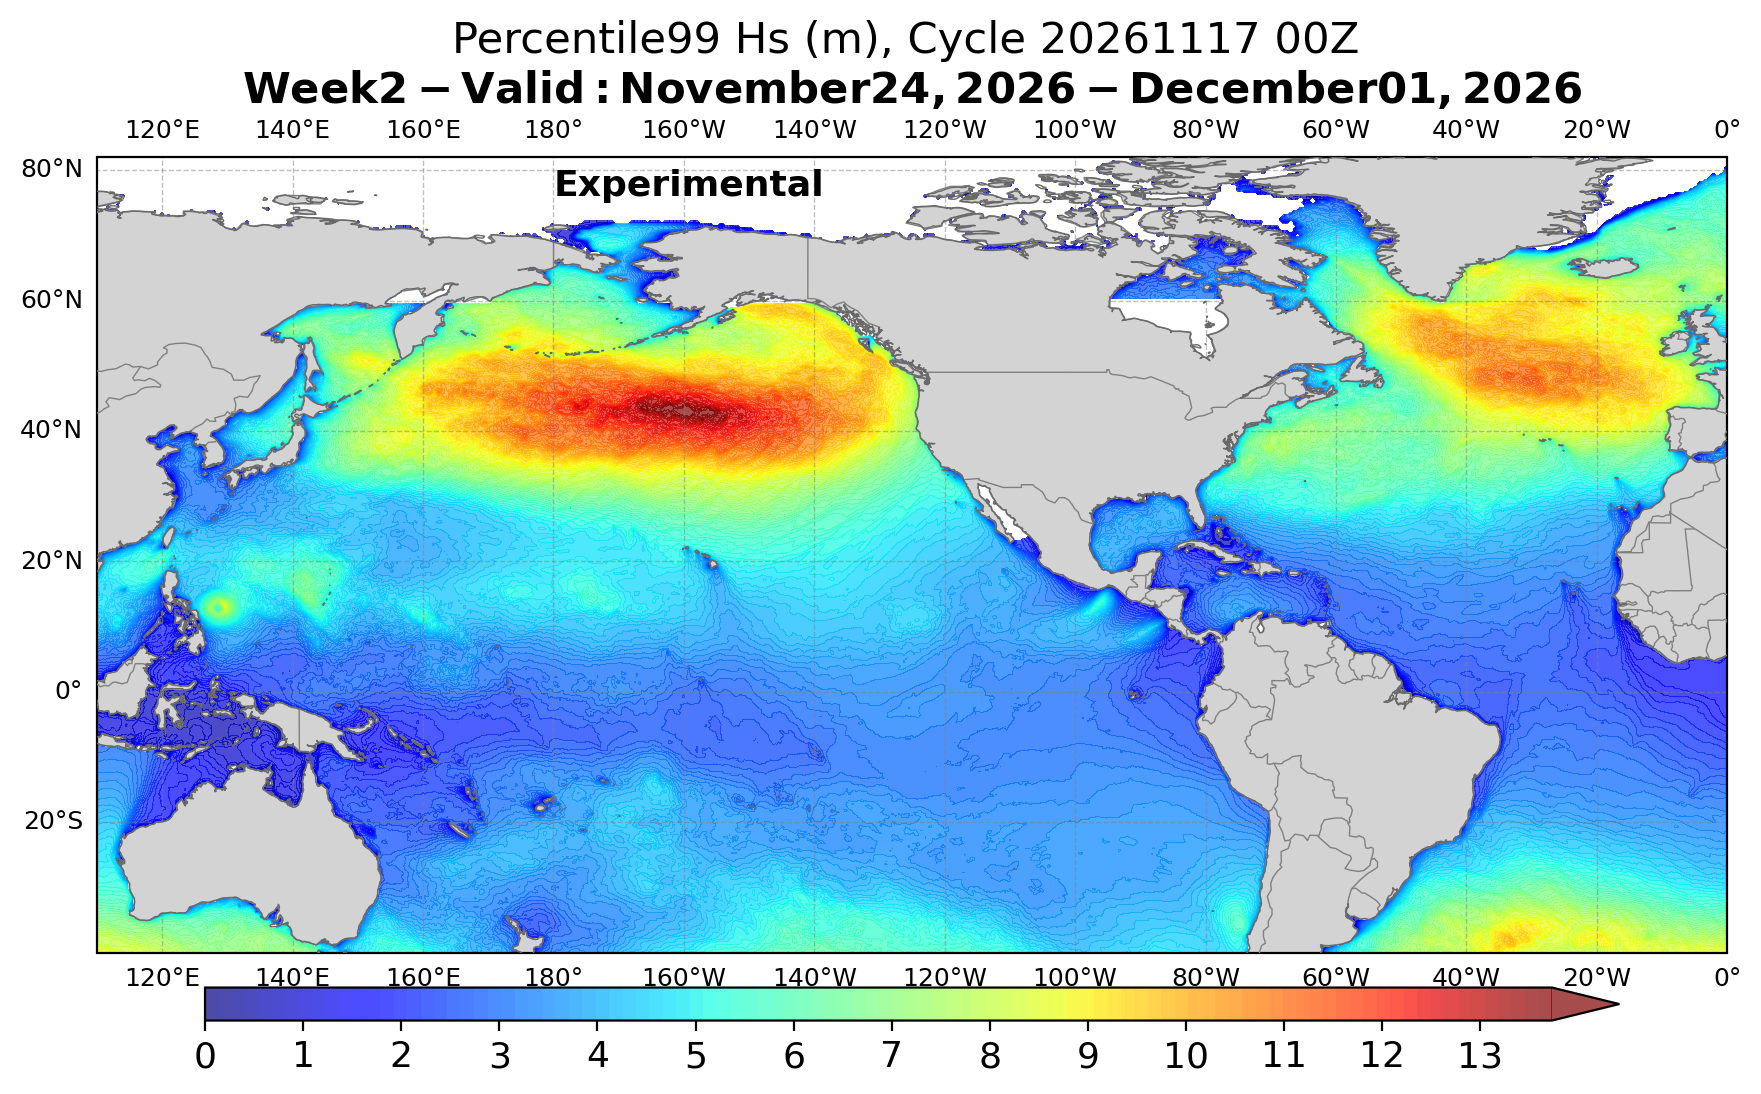 Percentile99 Hs (m), Cycle 20261117 00Z
Week2 − Valid : November24, 2026 − December01, 2026
120°E 140°E 160°E 180° 160°W 140°W 120°W 100°W 80°W 60°W 40°W 20°W 0°
80°N
Experimental
60°N
40°N
20°N
0°
20°S
120°E 140°E 160°E 180° 160°W 140°W 120°W 100°W 80°W 60°W 40°W 20°W 0°
0 1 2 3 4 5 6 7 8 9 10 11 12 13